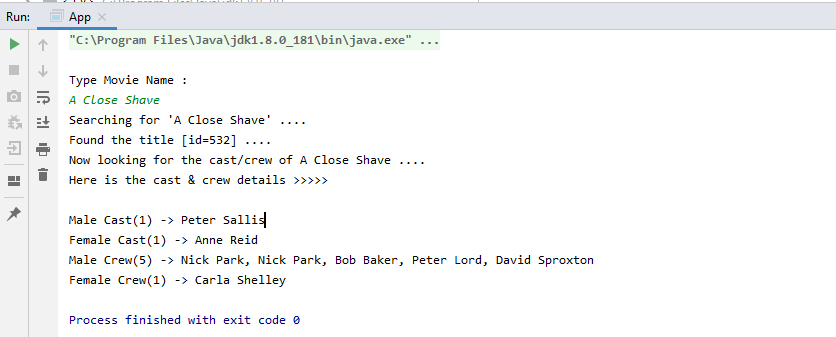 Run: App
"C:\Program Files\Java\jdk1.8.0_181\bin\java.exe" ...
Type Movie Name :
A Close Shave
Searching for 'A Close Shave' ....
Found the title [id=532] ....
Now looking for the cast/crew of A Close Shave ....
Here is the cast & crew details >>>>>
Male Cast(1) -> Peter Sallis
Female Cast(1) -> Anne Reid
Male Crew(5) -> Nick Park, Nick Park, Bob Baker, Peter Lord, David Sproxton
Female Crew(1) -> Carla Shelley
Process finished with exit code 0